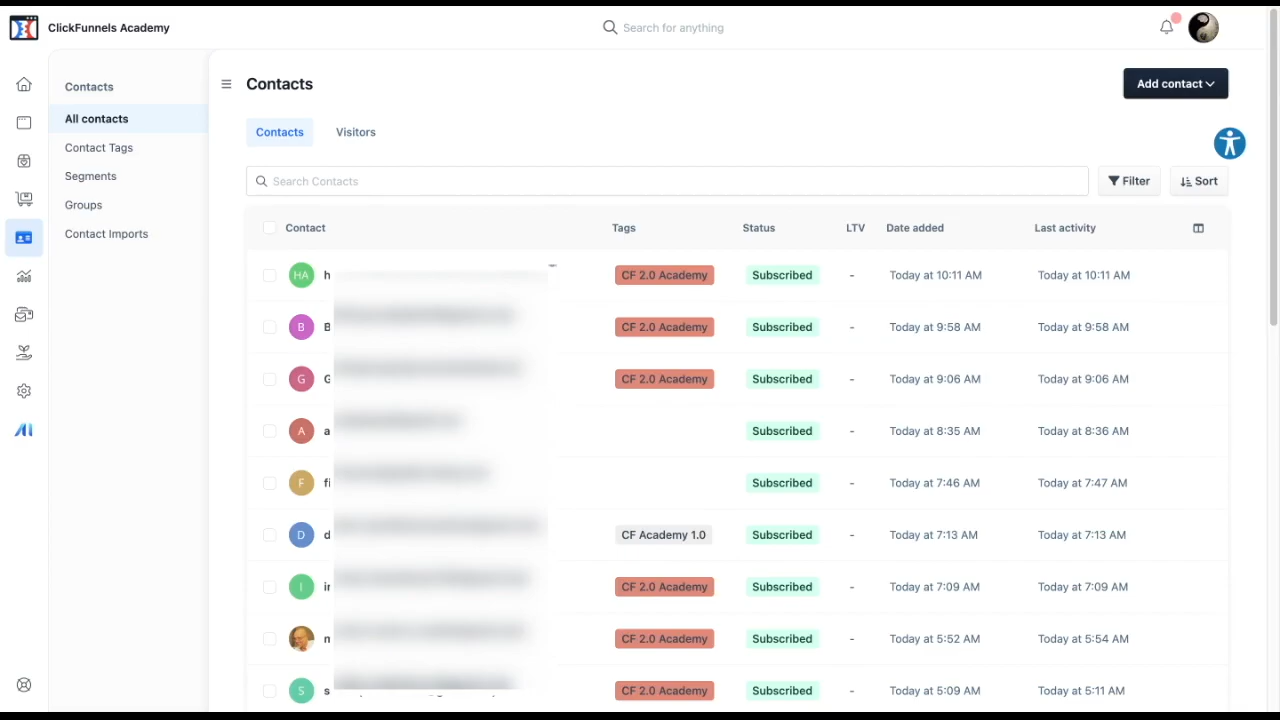 ClickFunnels Academy
Search for anything
Contacts
All contacts
Contact Tags
Segments
Groups
Contact Imports
Contacts
Add contact
Contacts Visitors
Search Contacts
Filter
Sort
Contact Tags Status LTV Date added Last activity
HA h CF 2.0 Academy Subscribed - Today at 10:11 AM Today at 10:11 AM
B B CF 2.0 Academy Subscribed - Today at 9:58 AM Today at 9:58 AM
G G CF 2.0 Academy Subscribed - Today at 9:06 AM Today at 9:06 AM
A a Subscribed - Today at 8:35 AM Today at 8:36 AM
F fi Subscribed - Today at 7:46 AM Today at 7:47 AM
D d CF Academy 1.0 Subscribed - Today at 7:13 AM Today at 7:13 AM
I CF 2.0 Academy Subscribed - Today at 7:09 AM Today at 7:09 AM
CF 2.0 Academy Subscribed - Today at 5:52 AM Today at 5:54 AM
S s CF 2.0 Academy Subscribed - Today at 5:09 AM Today at 5:11 AM